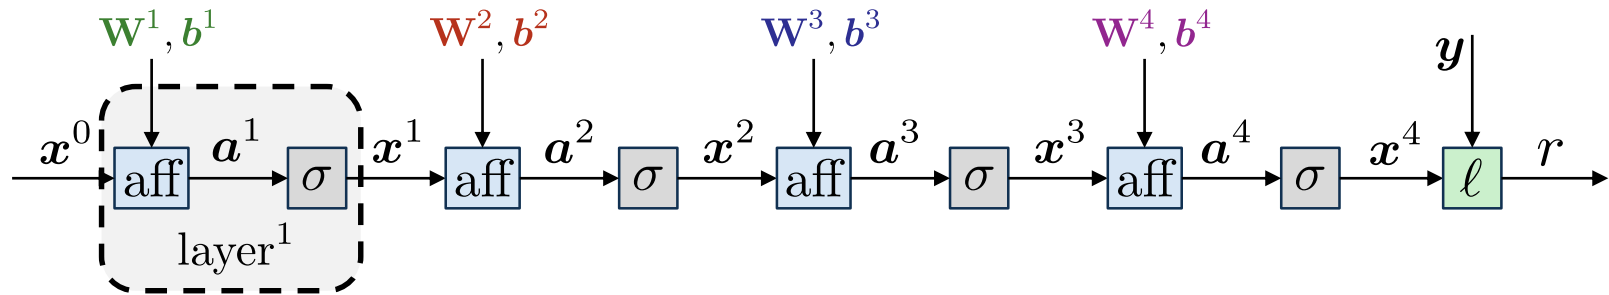 W¹, b¹ W², b² W³, b³ W⁴, b⁴ y
x⁰ aff a¹ σ x¹ aff a² σ x² aff a³ σ x³ aff a⁴ σ x⁴ ℓ r
layer¹